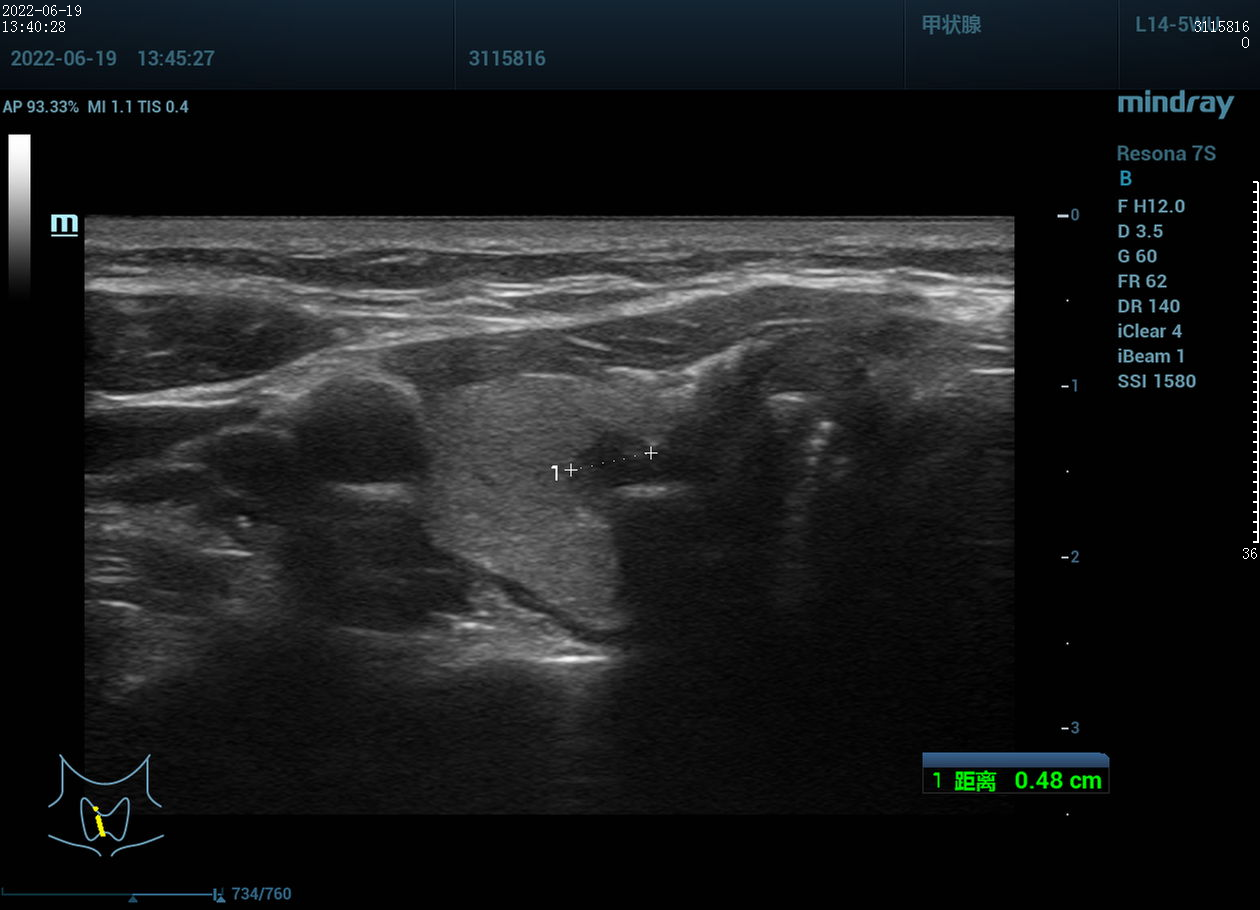 2022-06-19
13:40:28
2022-06-19 13:45:27
3115816
甲状腺
L14-5W
3115816
0
AP 93.33% MI 1.1 TIS 0.4
mindray
Resona 7S
B
F H12.0
D 3.5
G 60
FR 62
DR 140
iClear 4
iBeam 1
SSI 1580
m
0
1
2
3
36
1
1 距离 0.48 cm
734/760